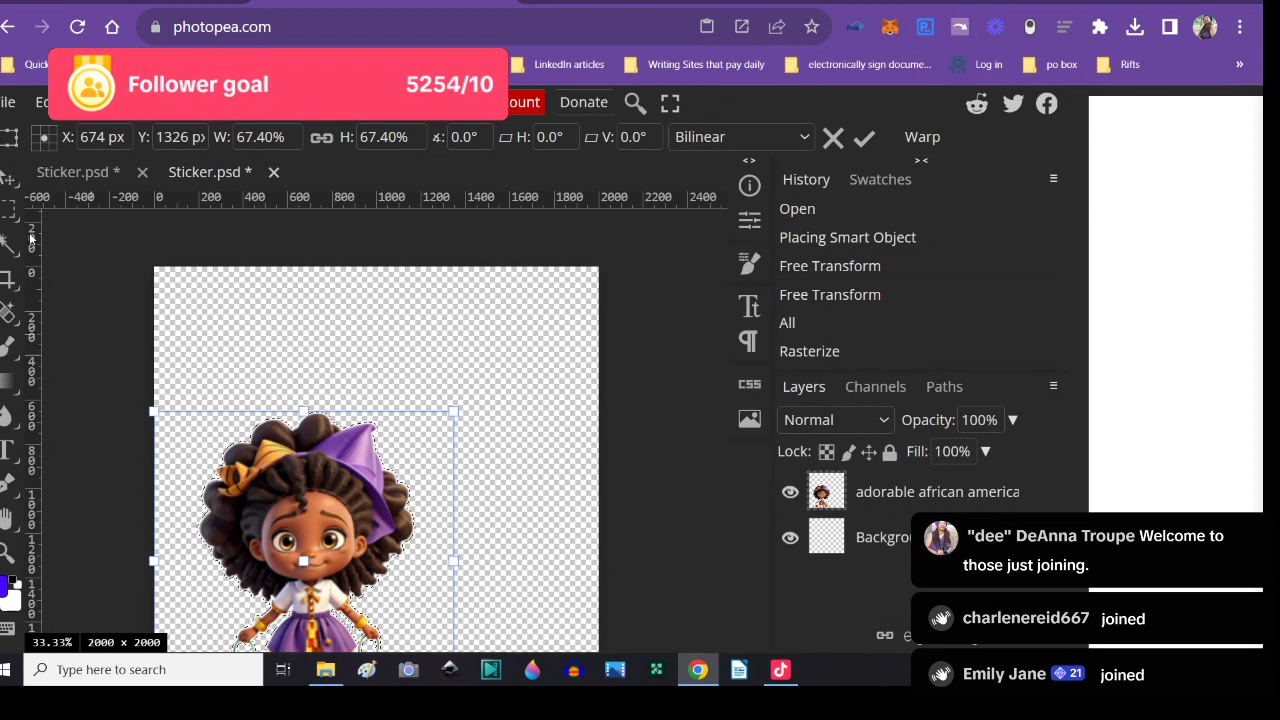 photopea.com
Quick
LinkedIn articles
Writing Sites that pay daily
electronically sign docume...
Log in
po box
Rifts
»
Follower goal 5254/10
ile
Ec
ount
Donate
X: 674 px Y: 1326 px W: 67.40% H: 67.40% ∡: 0.0° H: 0.0° V: 0.0° Bilinear Warp
Sticker.psd * Sticker.psd *
-600 -400 -200 0 200 400 600 800 1000 1200 1400 1600 1800 2000 2200 2400
< >
> <
History Swatches
Open
Placing Smart Object
Free Transform
Free Transform
All
Rasterize
CSS
Layers Channels Paths
Normal Opacity: 100%
Lock: Fill: 100%
adorable african america
Backgro
"dee" DeAnna Troupe Welcome to
those just joining.
charlenereid667 joined
Emily Jane 21 joined
33.33% 2000 x 2000
Type here to search